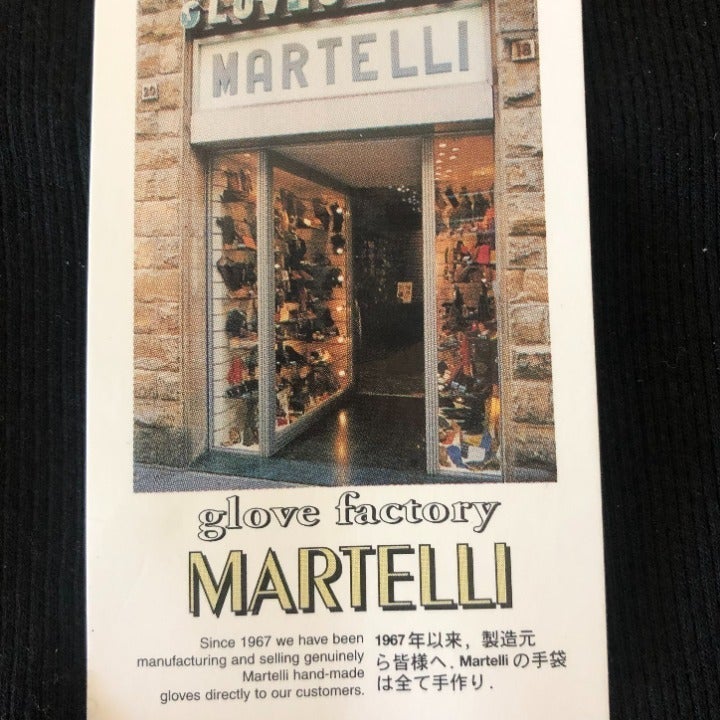 MARTELLI
18
glove factory
MARTELLI
Since 1967 we have been
manufacturing and selling genuinely
Martelli hand-made
gloves directly to our customers.
1967年以来，製造元
ら皆様へ. Martelli の手袋
は全て手作り.